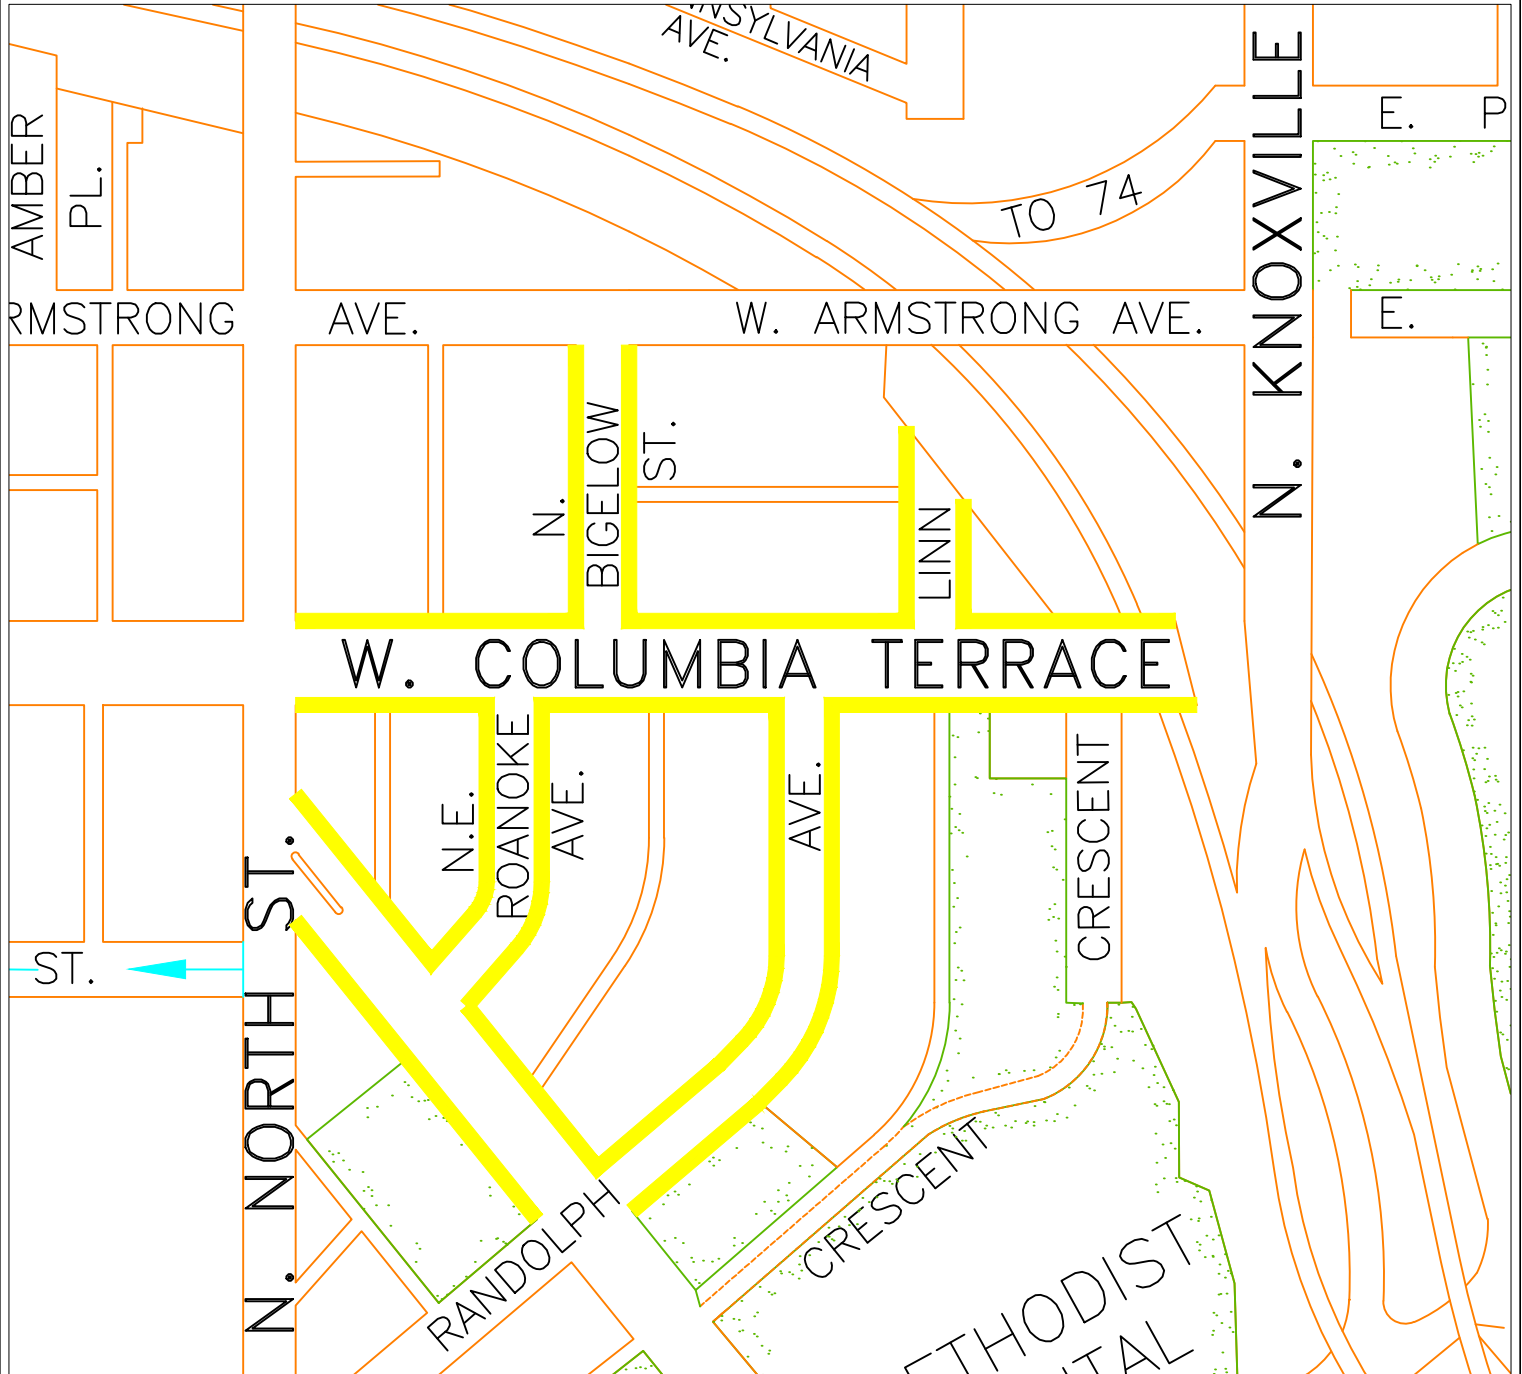 NNSYLVANIA
AVE.
N. KNOXVILLE
E. P
AMBER
PL.
TO 74
RMSTRONG AVE.
W. ARMSTRONG AVE.
E.
N.
BIGELOW
ST.
LINN
W. COLUMBIA TERRACE
N.E.
ROANOKE
AVE.
AVE.
CRESCENT
N. NORTH ST.
ST.
CRESCENT
RANDOLPH
ETHODIST
ITAL